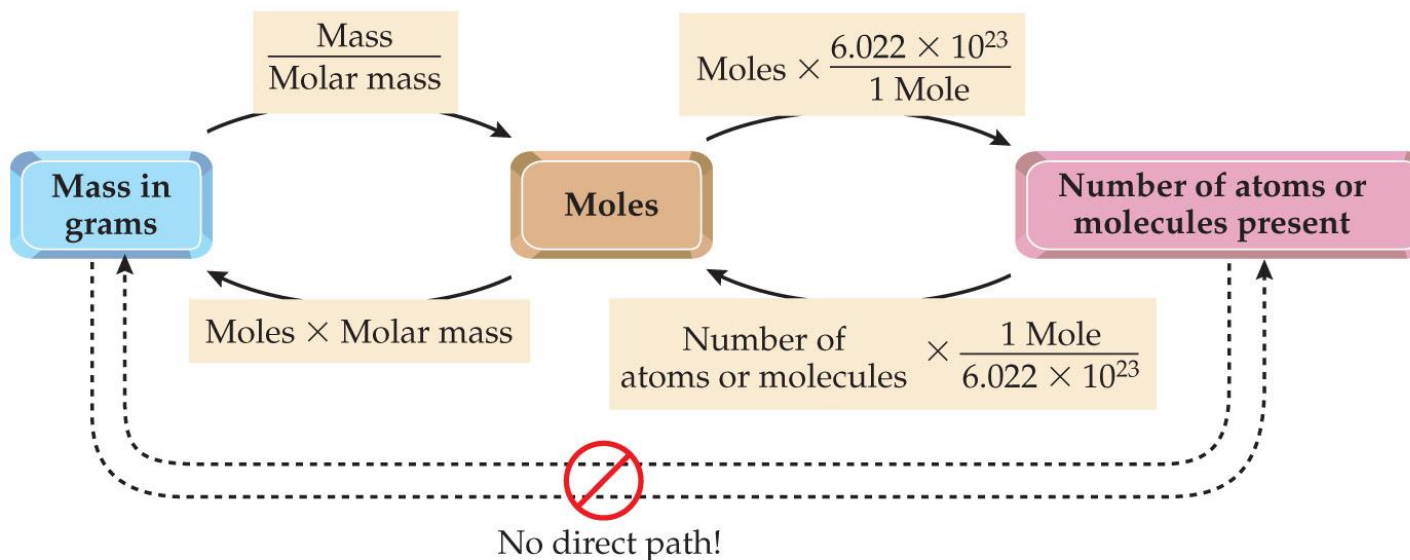 Mass
Molar mass
Moles × 6.022 × 10²³
1 Mole
Mass in
grams
Moles
Number of atoms or
molecules present
Moles × Molar mass
Number of
atoms or molecules × 1 Mole
6.022 × 10²³
No direct path!